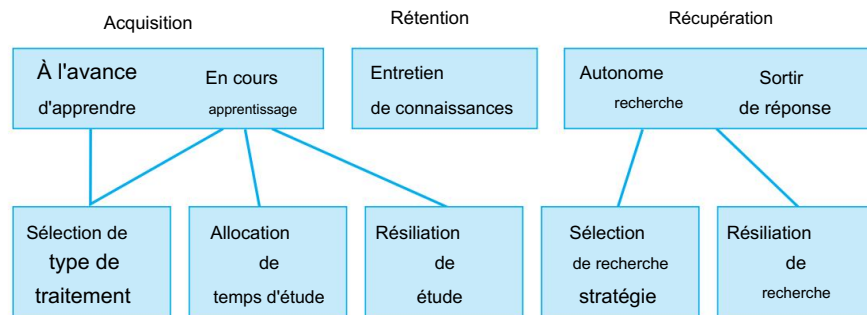 Acquisition
Rétention
Récupération
À l'avance
d'apprendre
En cours
apprentissage
Entretien
de connaissances
Autonome
recherche
Sortir
de réponse
Sélection de
type de
traitement
Allocation
de
temps d'étude
Résiliation
de
étude
Sélection
de recherche
stratégie
Résiliation
de
recherche